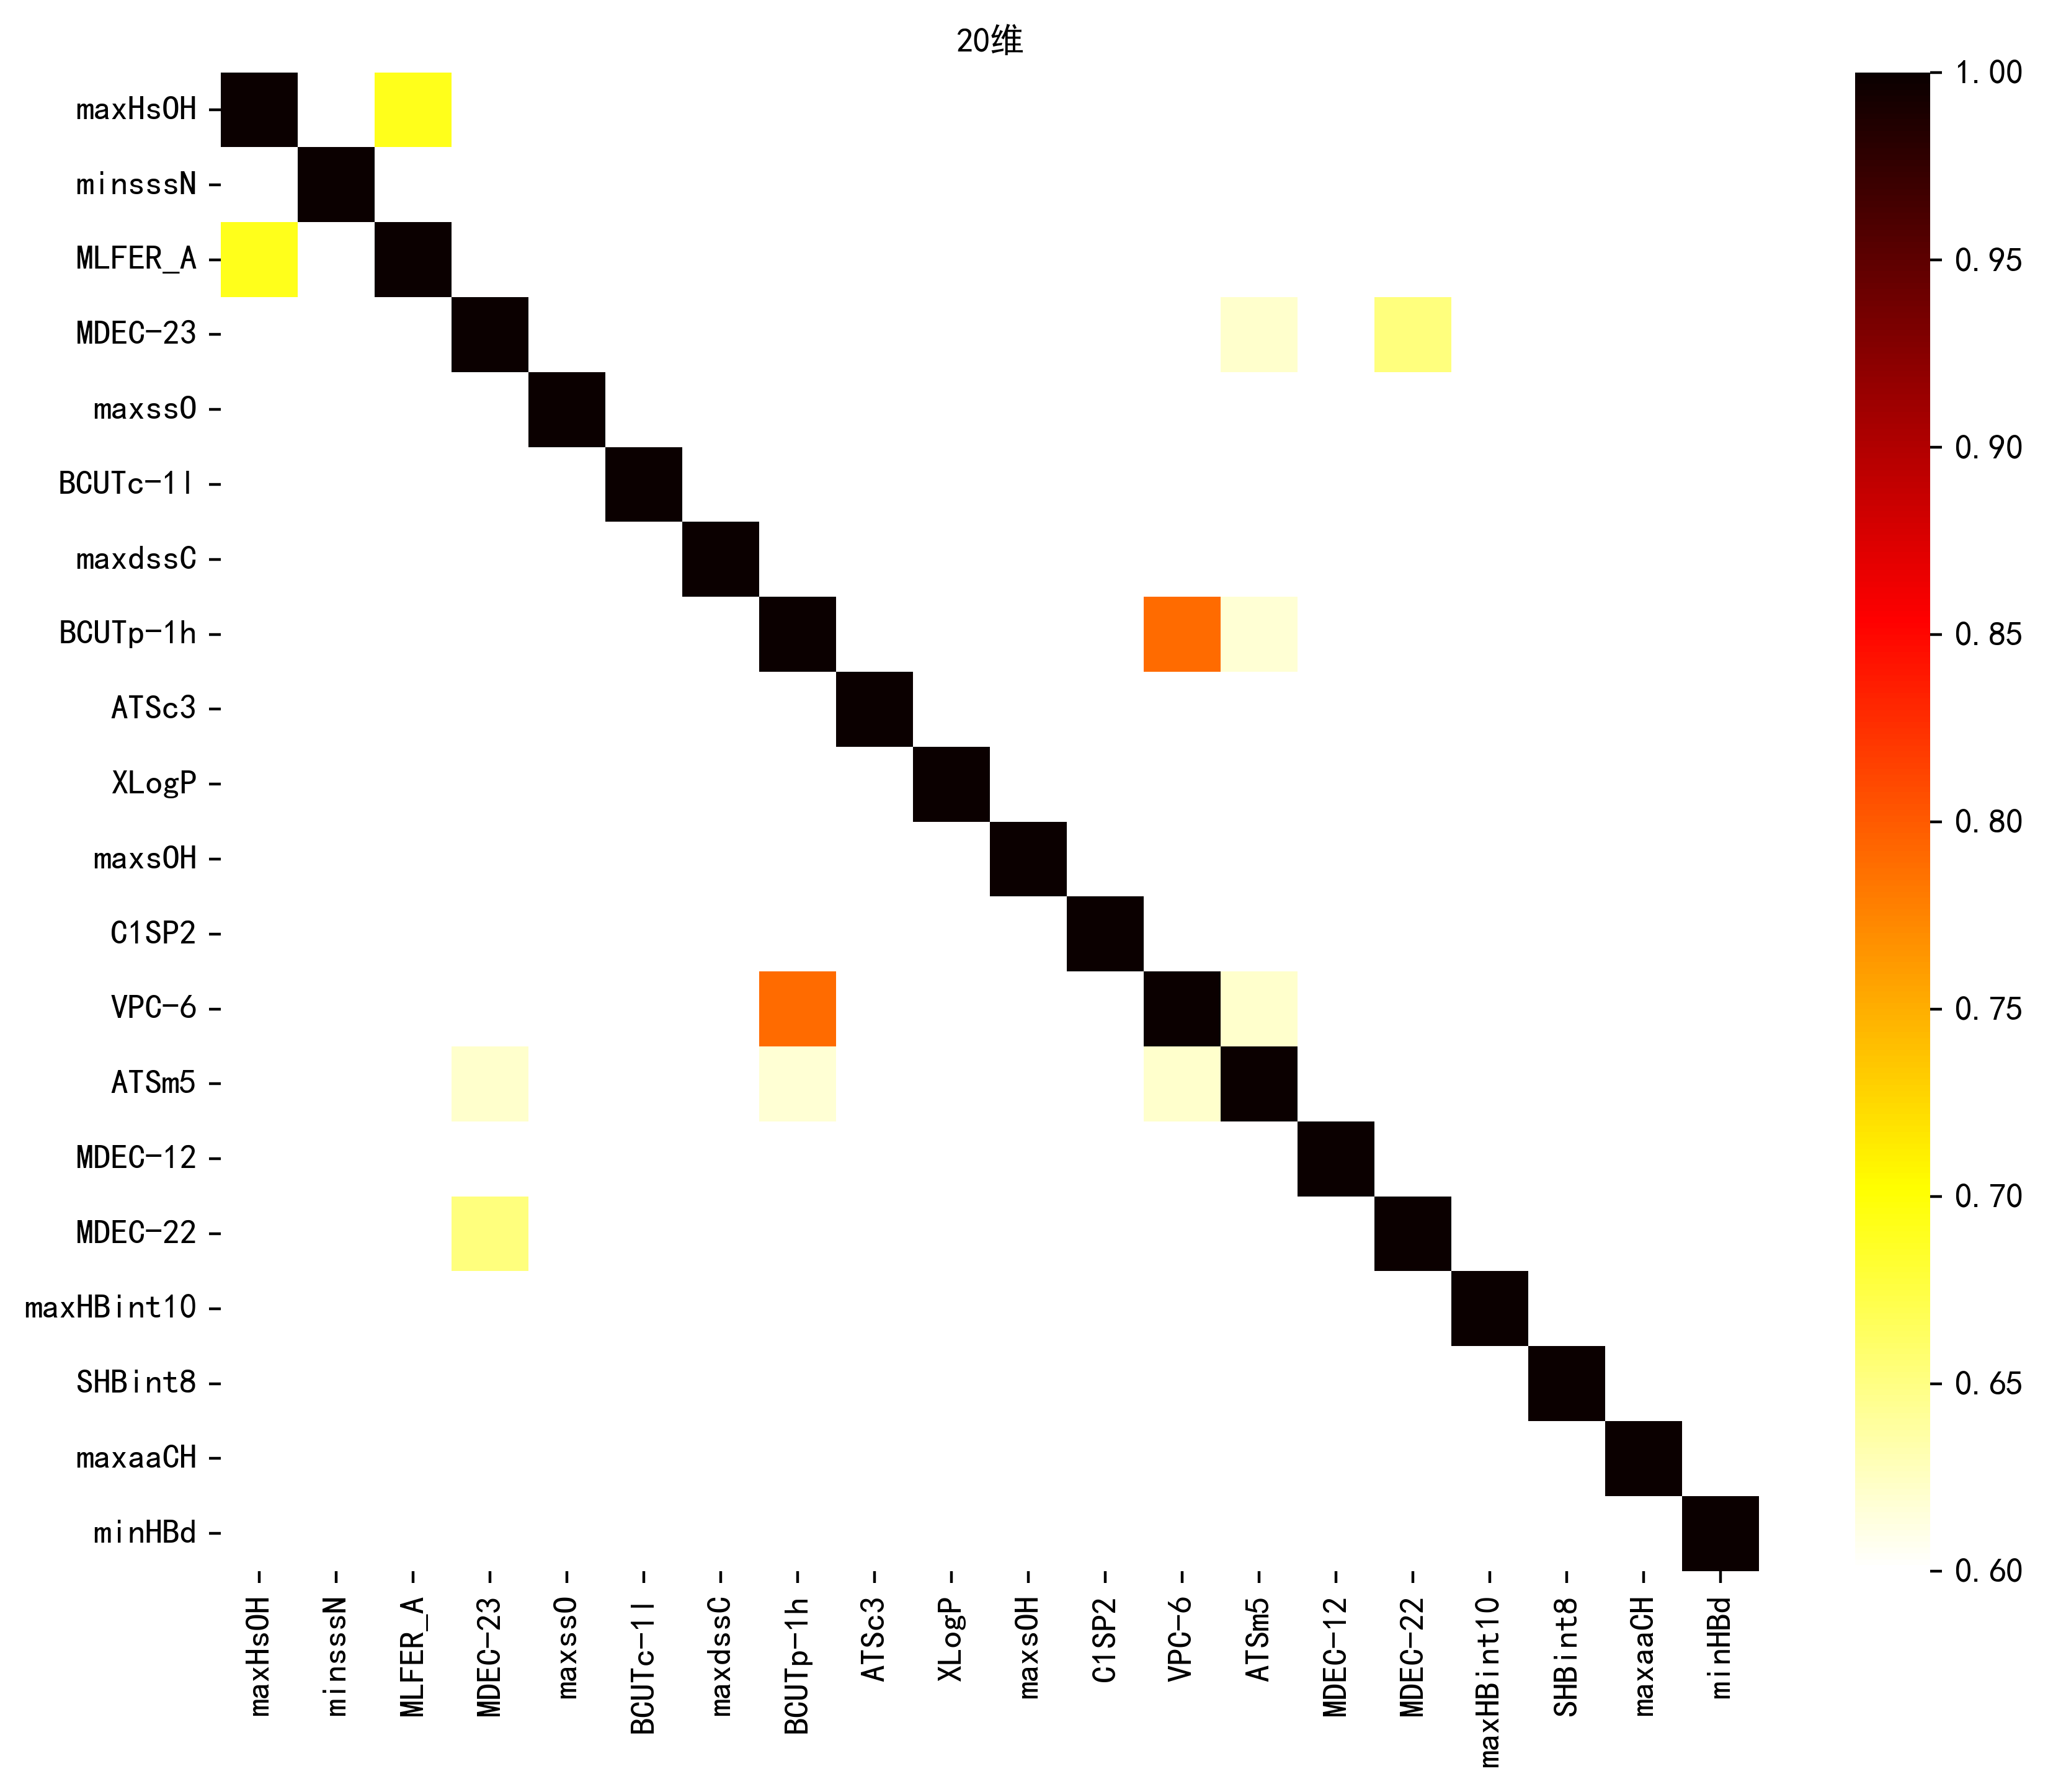 20维
maxHsOH
minsssN
MLFER_A
MDEC-23
maxssO
BCUTc-1l
maxdssC
BCUTp-1h
ATSc3
XLogP
maxsOH
C1SP2
VPC-6
ATSm5
MDEC-12
MDEC-22
maxHBint10
SHBint8
maxaaCH
minHBd
maxHsOH
minsssN
MLFER_A
MDEC-23
maxssO
BCUTc-1l
maxdssC
BCUTp-1h
ATSc3
XLogP
maxsOH
C1SP2
VPC-6
ATSm5
MDEC-12
MDEC-22
maxHBint10
SHBint8
maxaaCH
minHBd
1.00
0.95
0.90
0.85
0.80
0.75
0.70
0.65
0.60